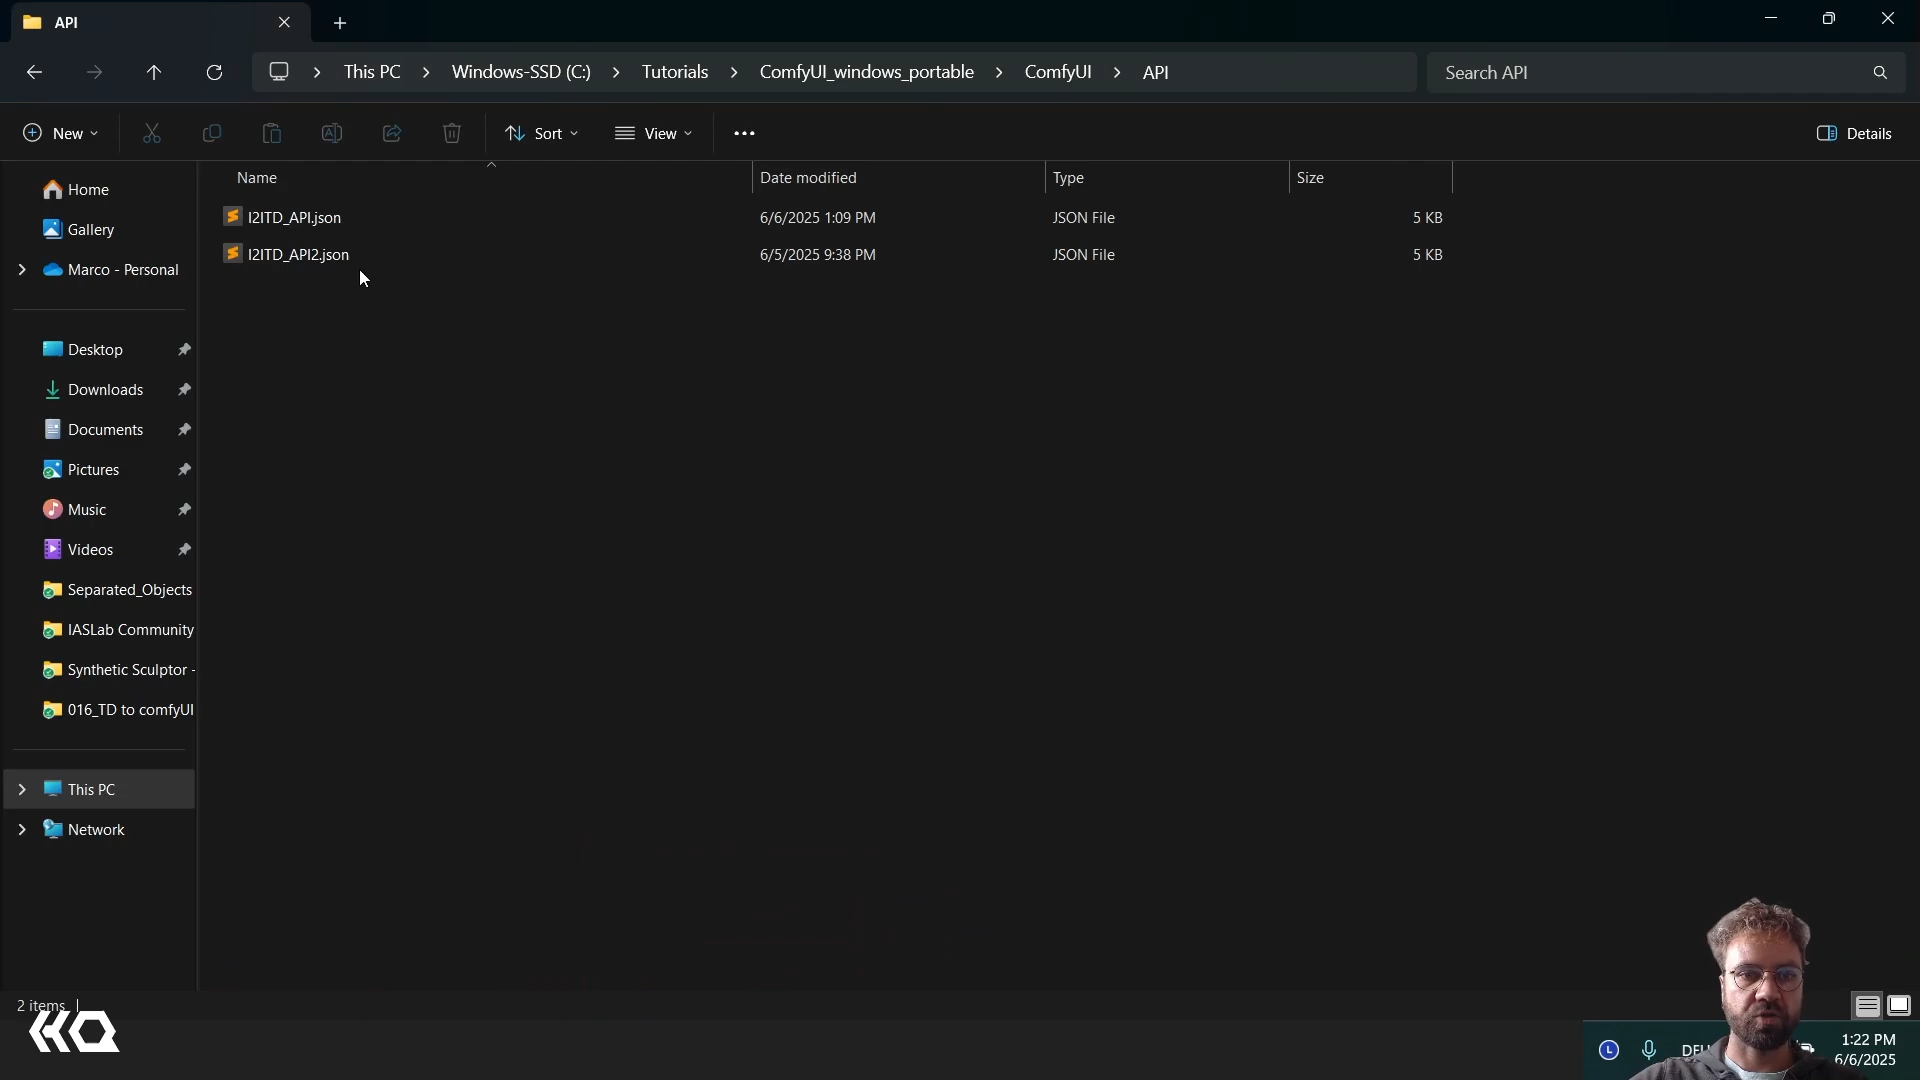 API
This PC > Windows-SSD (C:) > Tutorials > ComfyUI_windows_portable > ComfyUI > API
Search API
New
Sort
View
Details
Name
Date modified
Type
Size
I2ITD_API.json
6/6/2025 1:09 PM
JSON File
5 KB
I2ITD_API2.json
6/5/2025 9:38 PM
JSON File
5 KB
Home
Gallery
Marco - Personal
Desktop
Downloads
Documents
Pictures
Music
Videos
Separated_Objects
IASLab Community
Synthetic Sculptor -
016_TD to comfyUI
This PC
Network
2 items
HQ
L
1:22 PM
6/6/2025